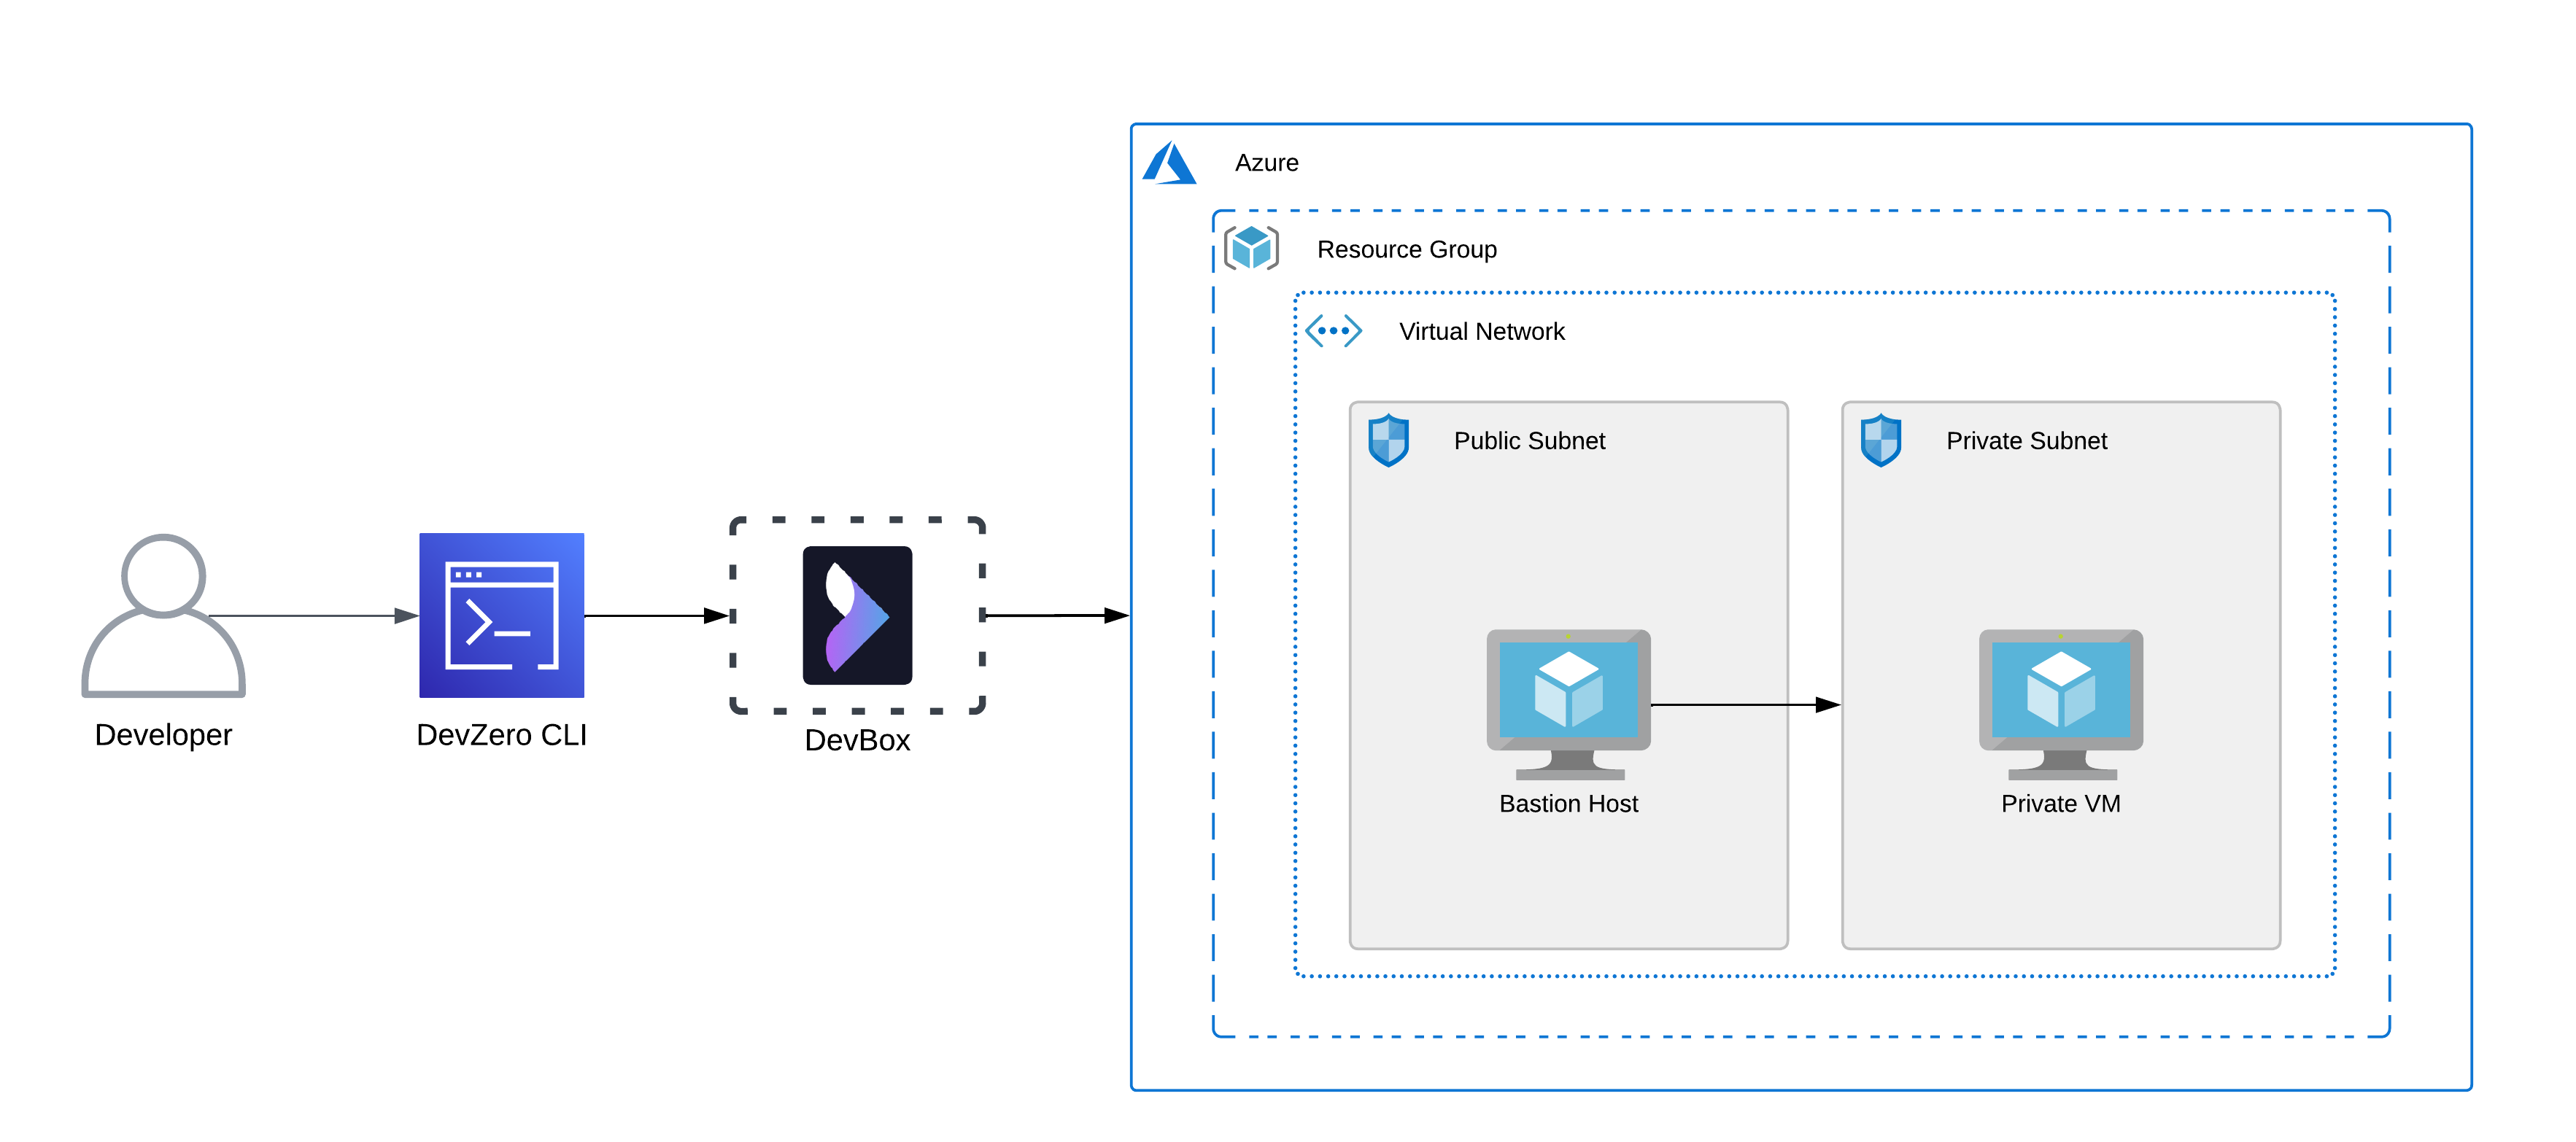 Azure
Resource Group
Virtual Network
Public Subnet
Private Subnet
Developer
DevZero CLI
DevBox
Bastion Host
Private VM